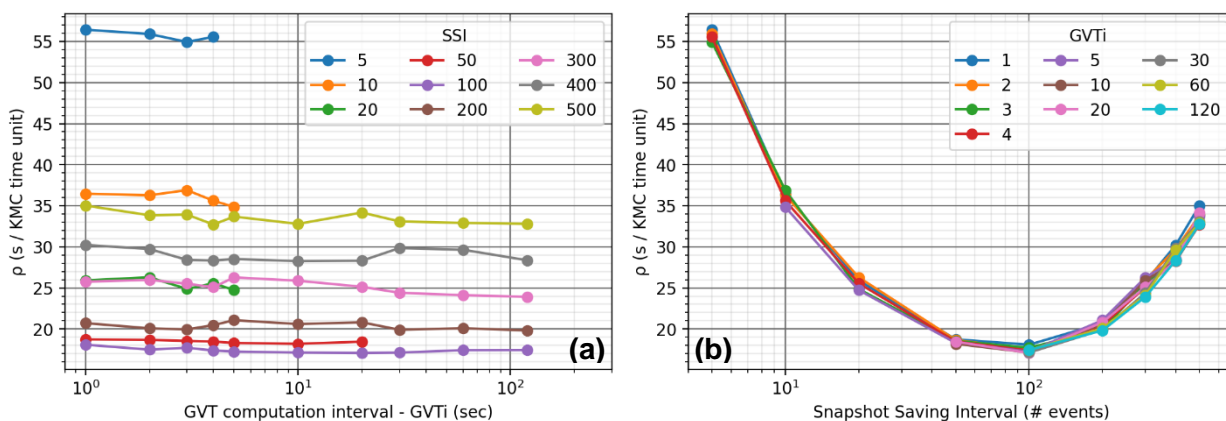 55
50
45
40
35
30
25
20
ρ (s / KMC time unit)
SSI
5 50 300
10 100 400
20 200 500
(a)
10⁰ 10¹ 10²
GVT computation interval - GVTi (sec)
55
50
45
40
35
30
25
20
ρ (s / KMC time unit)
GVTi
1 5 30
2 10 60
3 20 120
4
(b)
10¹ 10²
Snapshot Saving Interval (# events)